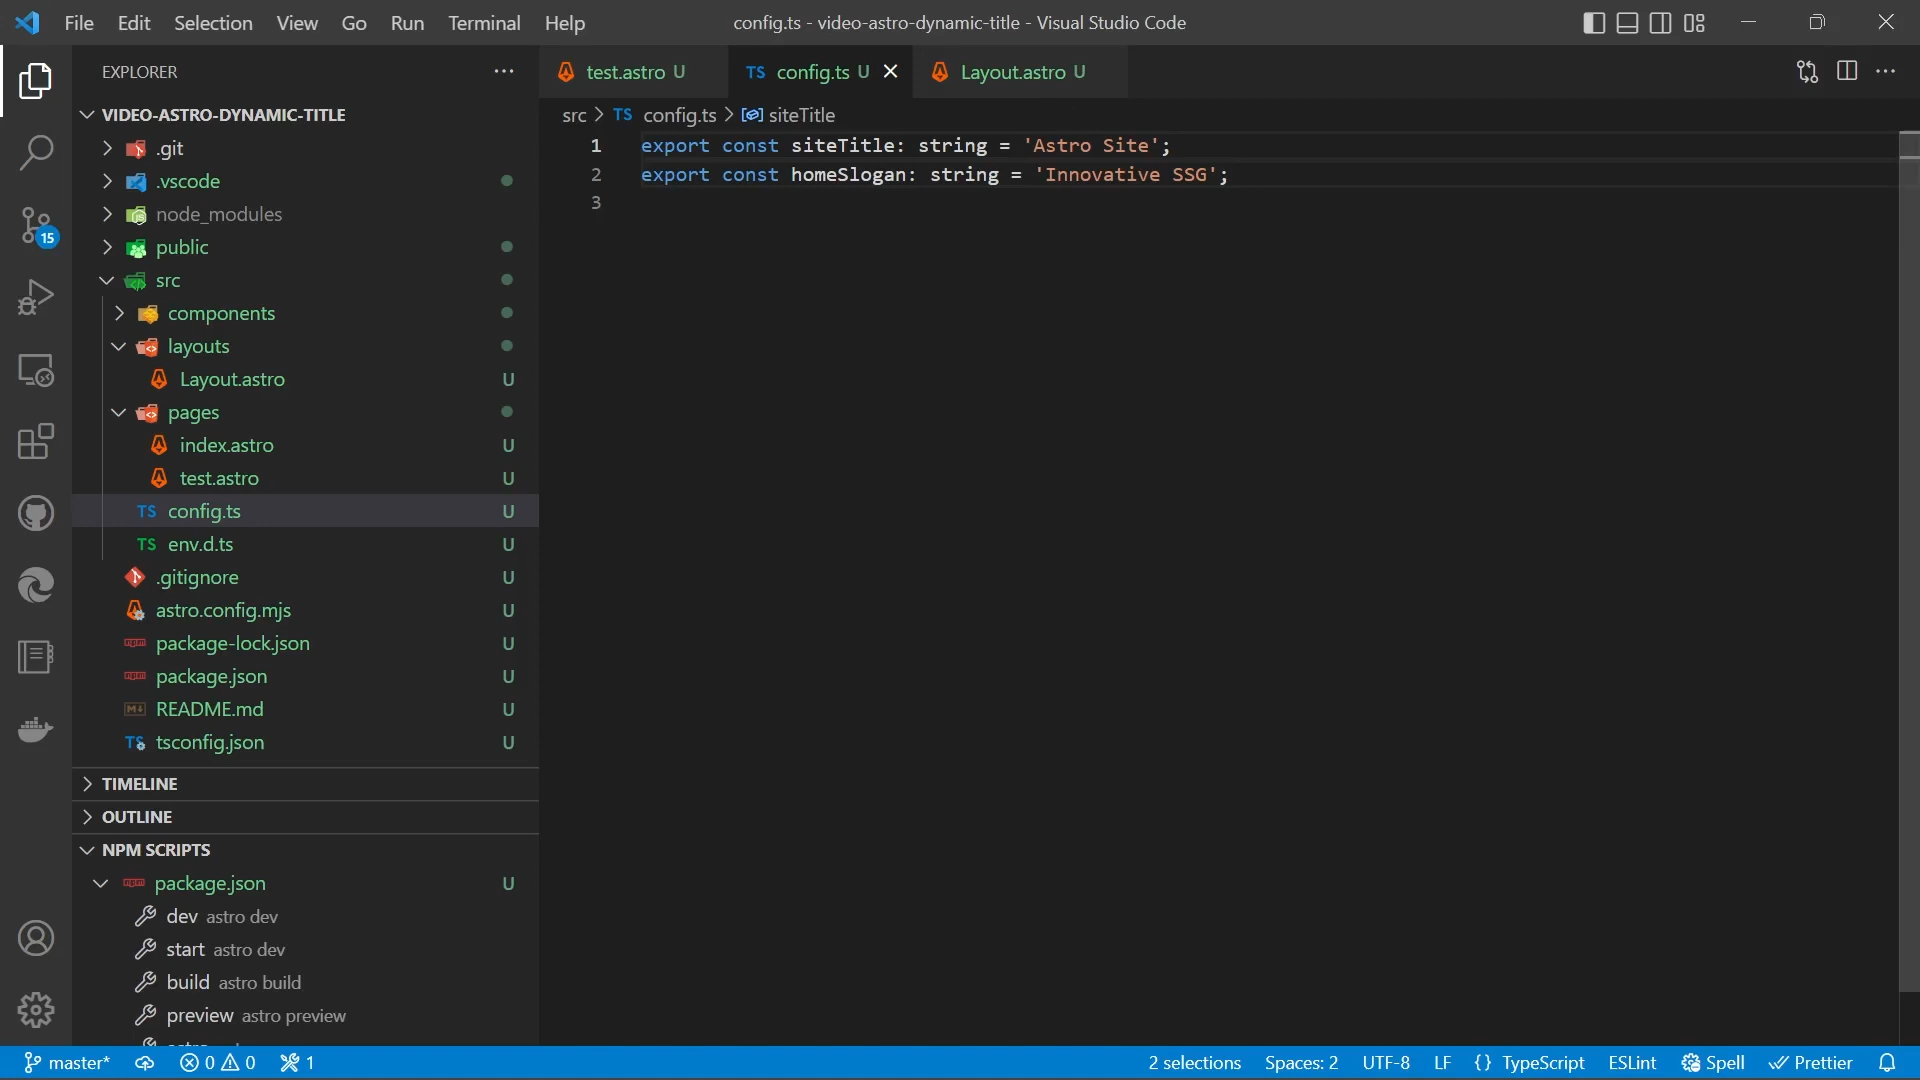 File Edit Selection View Go Run Terminal Help config.ts - video-astro-dynamic-title - Visual Studio Code
EXPLORER
VIDEO-ASTRO-DYNAMIC-TITLE
.git
.vscode
node_modules
public
src
components
layouts
Layout.astro U
pages
index.astro U
test.astro U
TS config.ts U
TS env.d.ts U
.gitignore U
astro.config.mjs U
package-lock.json U
package.json U
README.md U
TS tsconfig.json U
TIMELINE
OUTLINE
NPM SCRIPTS
package.json U
dev astro dev
start astro dev
build astro build
preview astro preview
15
test.astro U TS config.ts U Layout.astro U
src > TS config.ts > siteTitle
1 export const siteTitle: string = 'Astro Site';
2 export const homeSlogan: string = 'Innovative SSG';
3
master* 0 0 1 2 selections Spaces: 2 UTF-8 LF {} TypeScript ESLint Spell Prettier